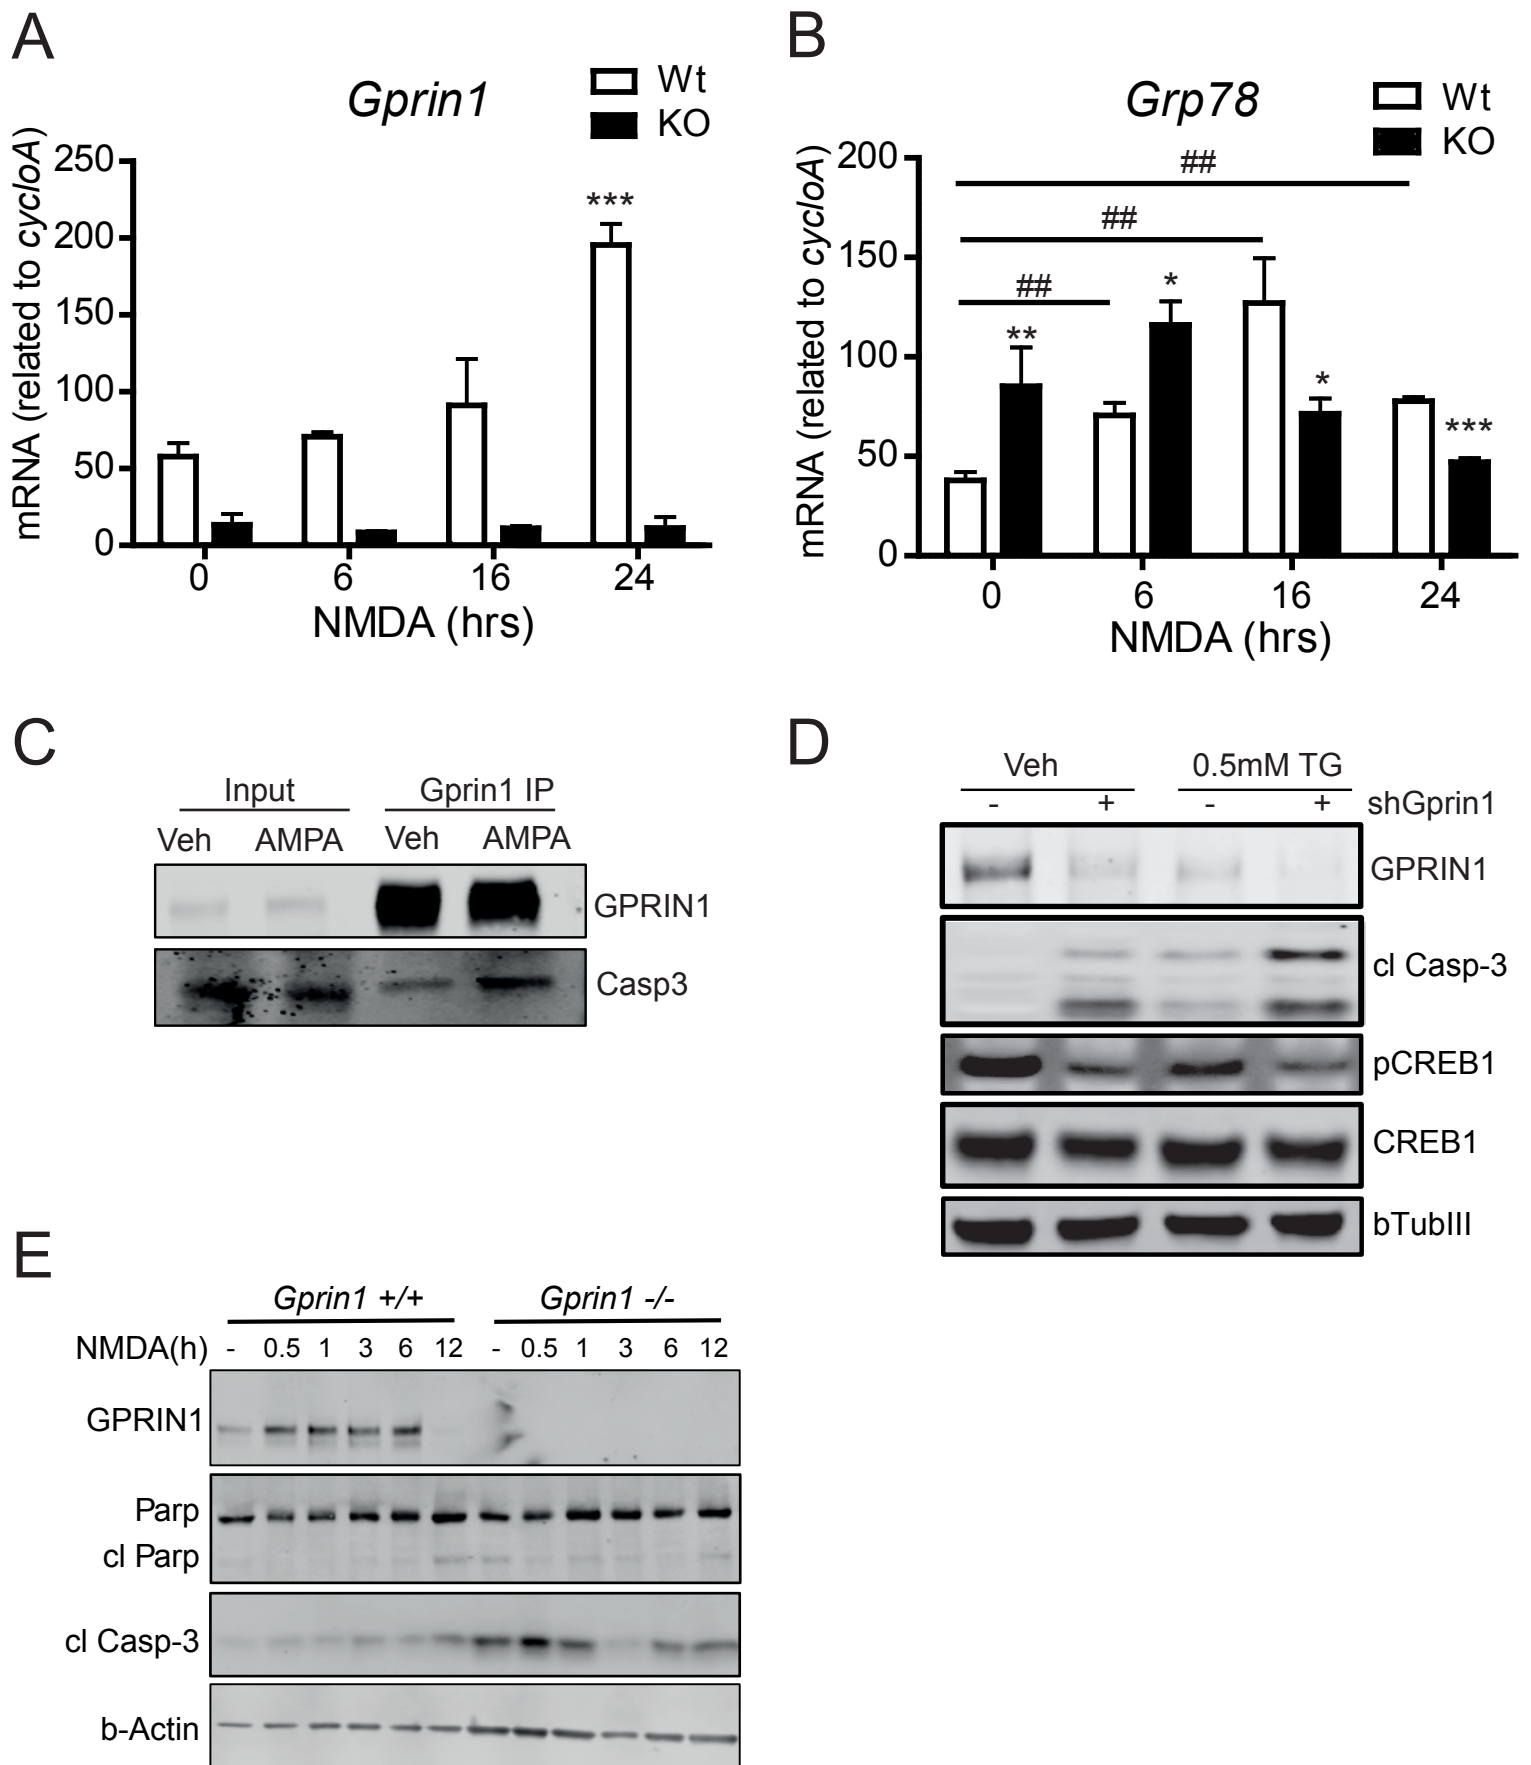 A
Gprin1
Wt
KO
mRNA (related to cycloA)
250
200
150
100
50
0
***
0 6 16 24
NMDA (hrs)
B
Grp78
Wt
KO
mRNA (related to cycloA)
200
150
100
50
0
##
##
##
** * * ***
0 6 16 24
NMDA (hrs)
C
Input Gprin1 IP
Veh AMPA Veh AMPA
GPRIN1
Casp3
D
Veh 0.5mM TG
- + - + shGprin1
GPRIN1
cl Casp-3
pCREB1
CREB1
bTubIII
E
Gprin1 +/+ Gprin1 -/-
NMDA(h) - 0.5 1 3 6 12 - 0.5 1 3 6 12
GPRIN1
Parp
cl Parp
cl Casp-3
b-Actin